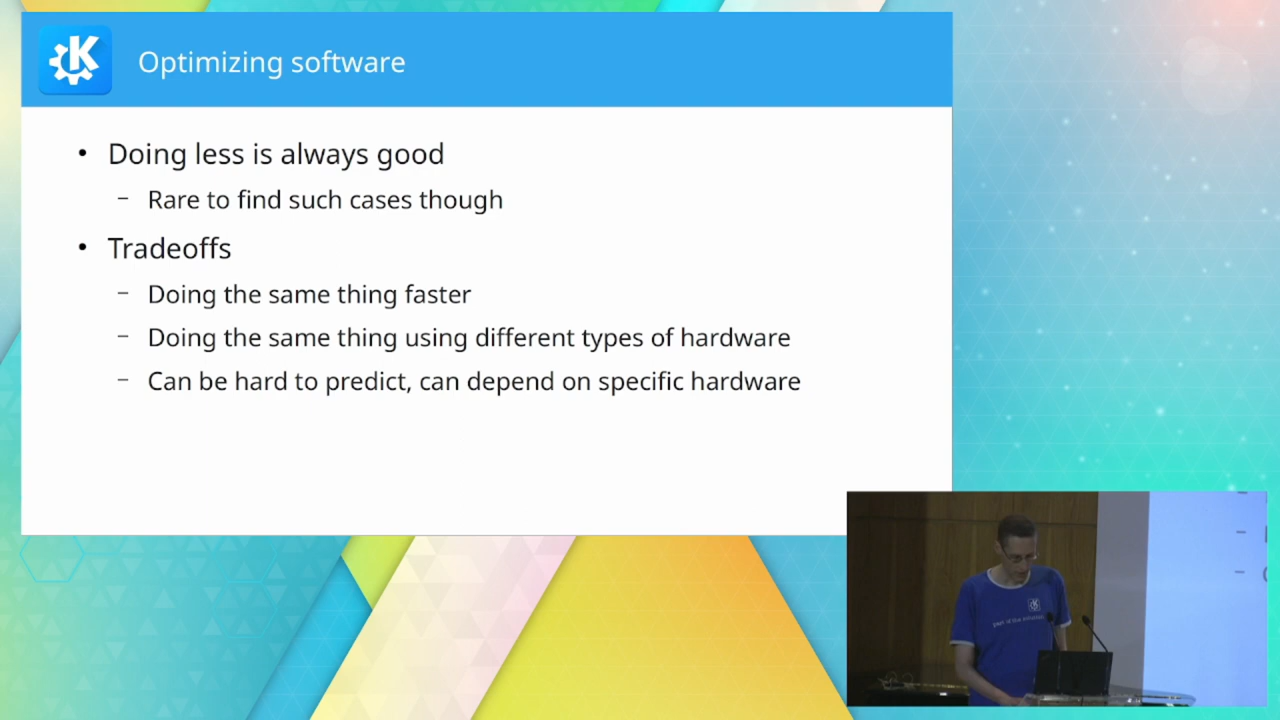 Optimizing software
• Doing less is always good
– Rare to find such cases though
• Tradeoffs
– Doing the same thing faster
– Doing the same thing using different types of hardware
– Can be hard to predict, can depend on specific hardware